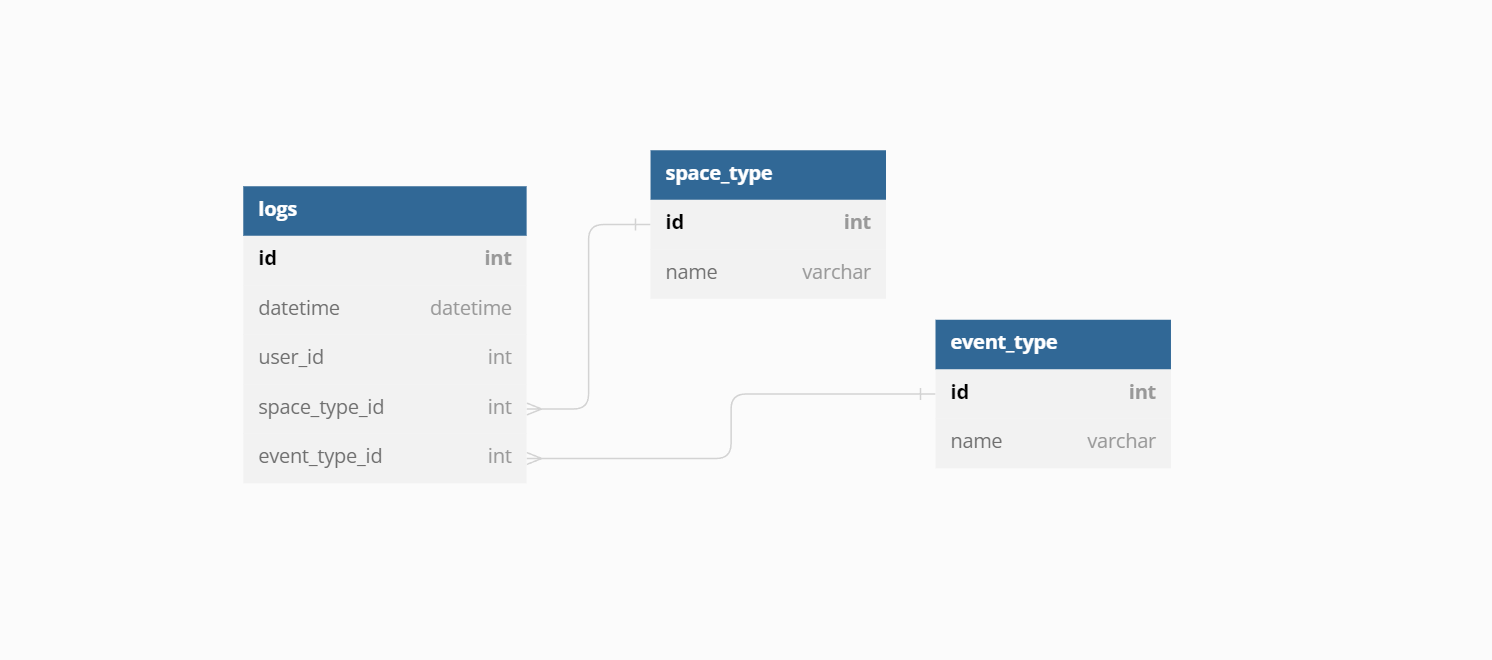 logs
id int
datetime datetime
user_id int
space_type_id int
event_type_id int
space_type
id int
name varchar
event_type
id int
name varchar